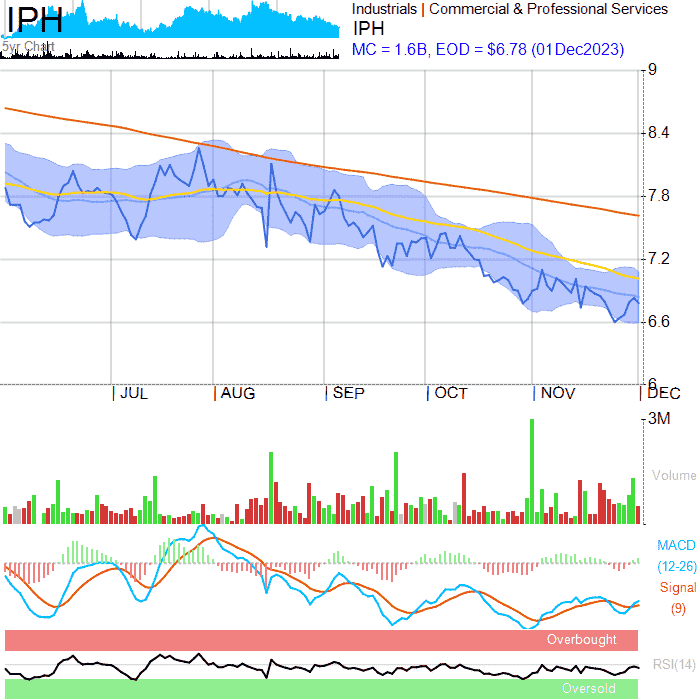 IPH
5yr Chart
Industrials | Commercial & Professional Services
IPH
MC = 1.6B, EOD = $6.78 (01Dec2023)
9
8.4
7.8
7.2
6.6
6
JUL
AUG
SEP
OCT
NOV
DEC
3M
Volume
MACD
(12-26)
Signal
(9)
Overbought
RSI(14)
Oversold